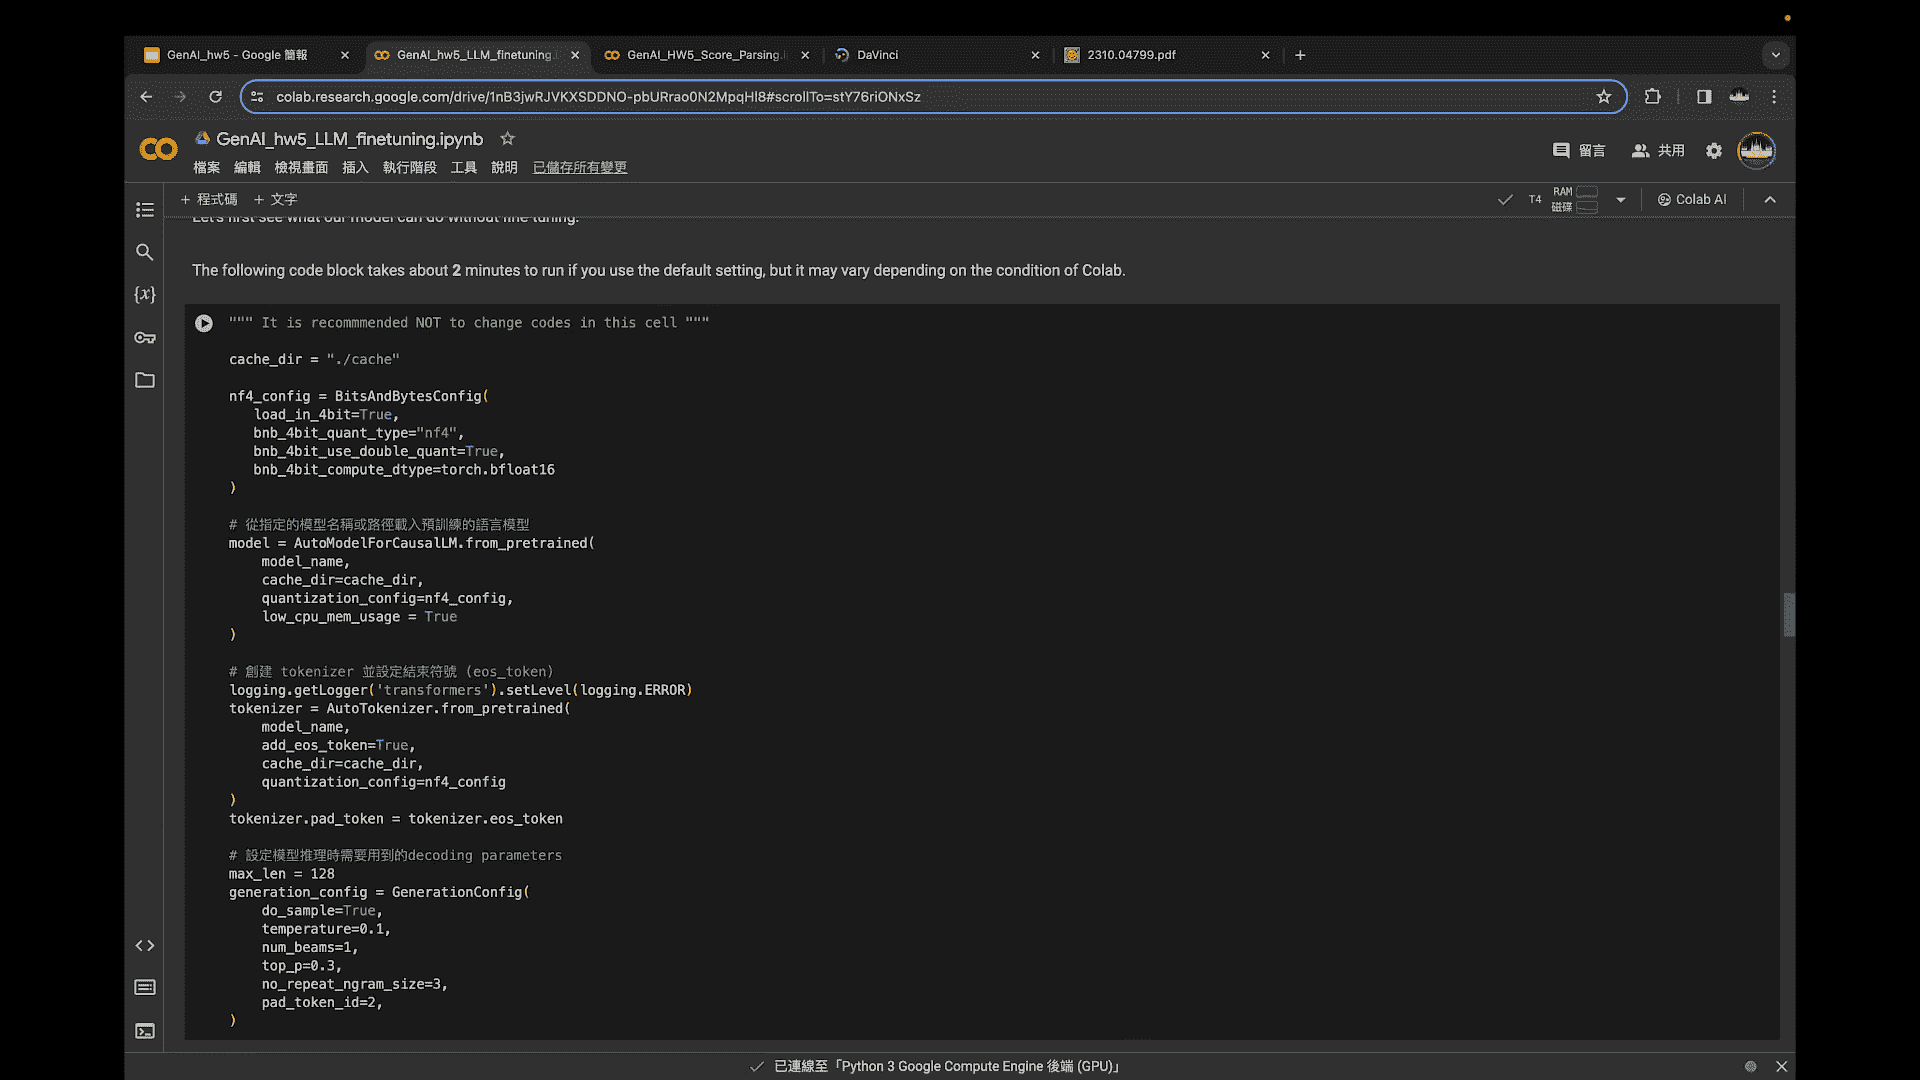 GenAI_hw5 - Google 簡報
GenAI_hw5_LLM_finetuning.i
GenAI_HW5_Score_Parsing.i
DaVinci
2310.04799.pdf
colab.research.google.com/drive/1nB3jwRJVKXSDDNO-pbURrao0N2MpqHl8#scrollTo=stY76riONxSz
GenAI_hw5_LLM_finetuning.ipynb
檔案 編輯 檢視畫面 插入 執行階段 工具 說明 已儲存所有變更
留言 共用
+ 程式碼 + 文字
T4 RAM 磁碟 Colab AI
Let's first see what our model can do without fine-tuning.
The following code block takes about 2 minutes to run if you use the default setting, but it may vary depending on the condition of Colab.
""" It is recommmended NOT to change codes in this cell """
cache_dir = "./cache"
nf4_config = BitsAndBytesConfig(
load_in_4bit=True,
bnb_4bit_quant_type="nf4",
bnb_4bit_use_double_quant=True,
bnb_4bit_compute_dtype=torch.bfloat16
)
# 從指定的模型名稱或路徑載入預訓練的語言模型
model = AutoModelForCausalLM.from_pretrained(
model_name,
cache_dir=cache_dir,
quantization_config=nf4_config,
low_cpu_mem_usage = True
)
# 創建 tokenizer 並設定結束符號 (eos_token)
logging.getLogger('transformers').setLevel(logging.ERROR)
tokenizer = AutoTokenizer.from_pretrained(
model_name,
add_eos_token=True,
cache_dir=cache_dir,
quantization_config=nf4_config
)
tokenizer.pad_token = tokenizer.eos_token
# 設定模型推理時需要用到的decoding parameters
max_len = 128
generation_config = GenerationConfig(
do_sample=True,
temperature=0.1,
num_beams=1,
top_p=0.3,
no_repeat_ngram_size=3,
pad_token_id=2,
)
已連線至「Python 3 Google Compute Engine 後端 (GPU)」